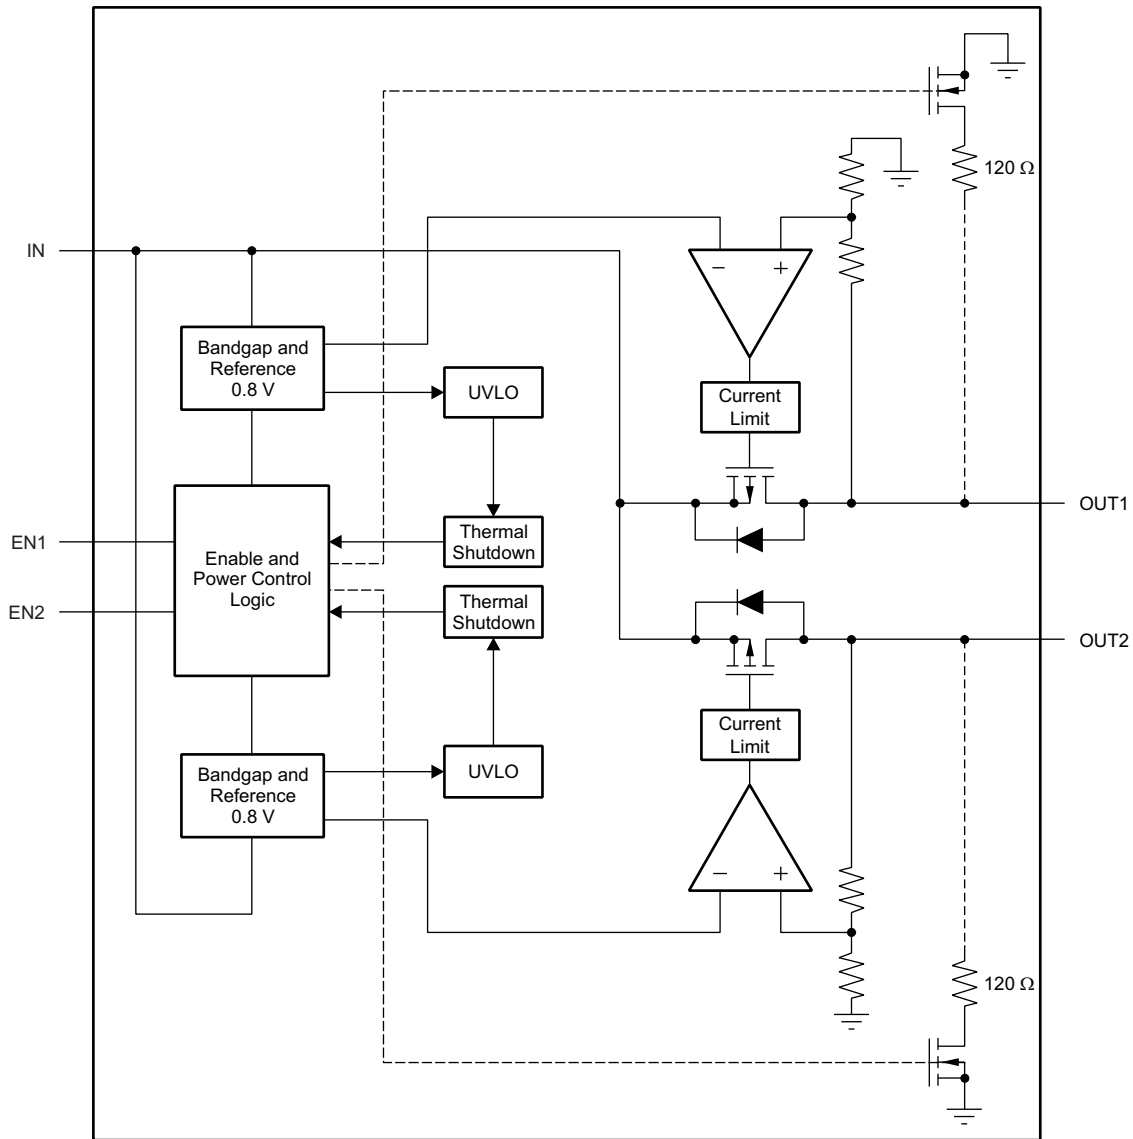 120 Ω
IN
−
+
Bandgap and
Reference
0.8 V
UVLO
Current
Limit
OUT1
EN1
Thermal
Shutdown
Enable and
Power Control
Logic
EN2
Thermal
Shutdown
OUT2
Current
Limit
Bandgap and
Reference
0.8 V
UVLO
−
+
120 Ω